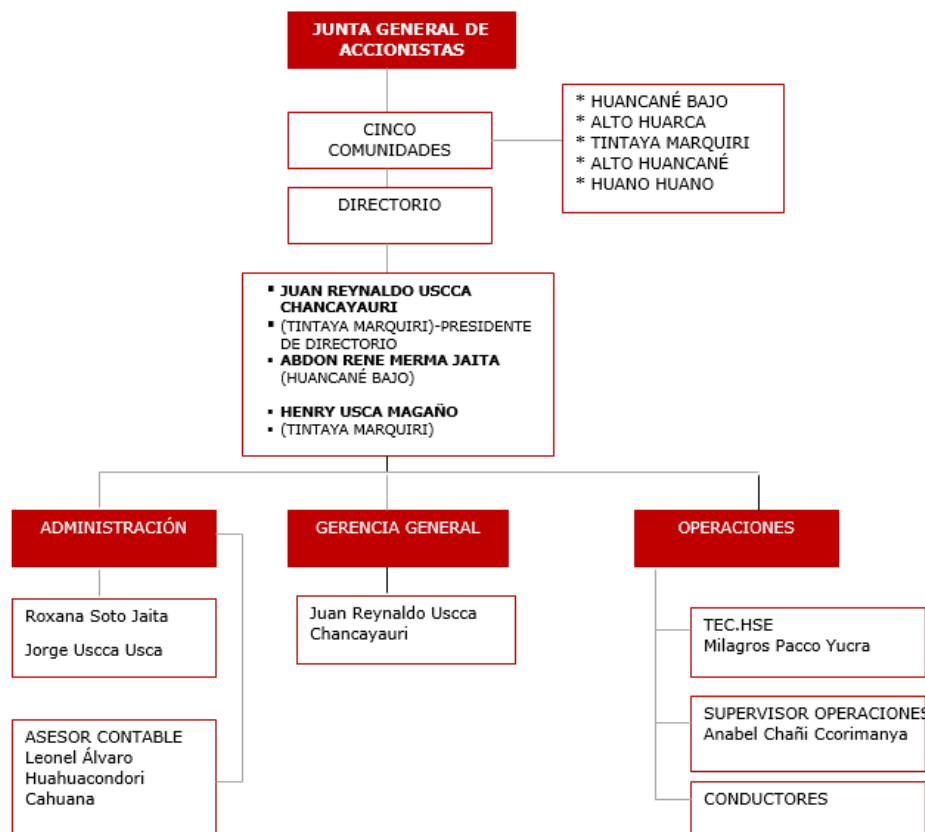 JUNTA GENERAL DE
ACCIONISTAS
CINCO
COMUNIDADES
* HUANCANÉ BAJO
* ALTO HUARCA
* TINTAYA MARQUIRI
* ALTO HUANCANÉ
* HUANO HUANO
DIRECTORIO
▪ JUAN REYNALDO USCCA
CHANCAYAURI
▪ (TINTAYA MARQUIRI)-PRESIDENTE
DE DIRECTORIO
▪ ABDON RENE MERMA JAITA
(HUANCANÉ BAJO)
▪ HENRY USCA MAGAÑO
▪ (TINTAYA MARQUIRI)
ADMINISTRACIÓN
Roxana Soto Jaita
Jorge Uscca Usca
ASESOR CONTABLE
Leonel Álvaro
Huahuacondori
Cahuana
GERENCIA GENERAL
Juan Reynaldo Uscca
Chancayauri
OPERACIONES
TEC.HSE
Milagros Pacco Yucra
SUPERVISOR OPERACIONES
Anabel Chañi Ccorimanya
CONDUCTORES